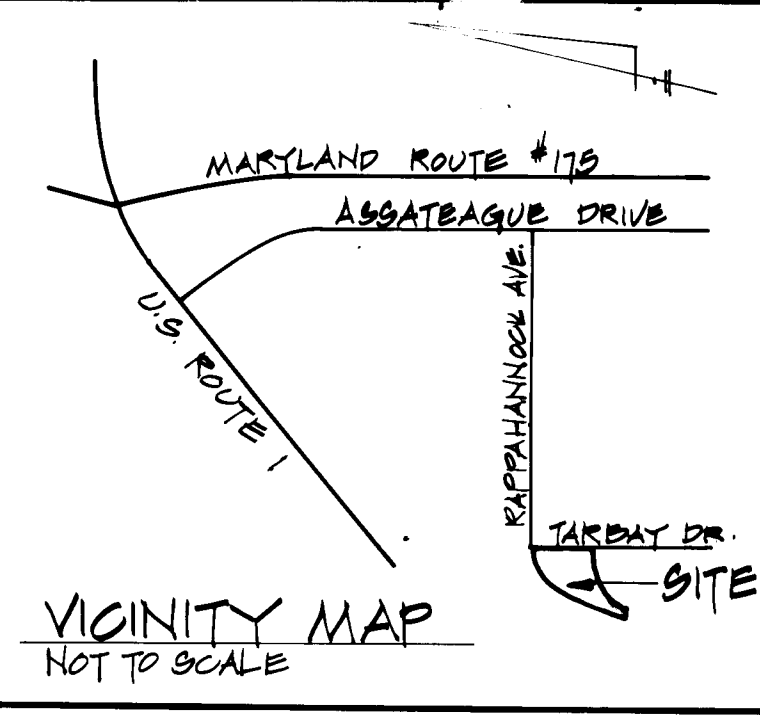 MARYLAND ROUTE #175
ASSATEAGUE DRIVE
U.S. ROUTE 1
RAPPAHANNOCK AVE.
TARBAY DR.
SITE
VICINITY MAP
NOT TO SCALE